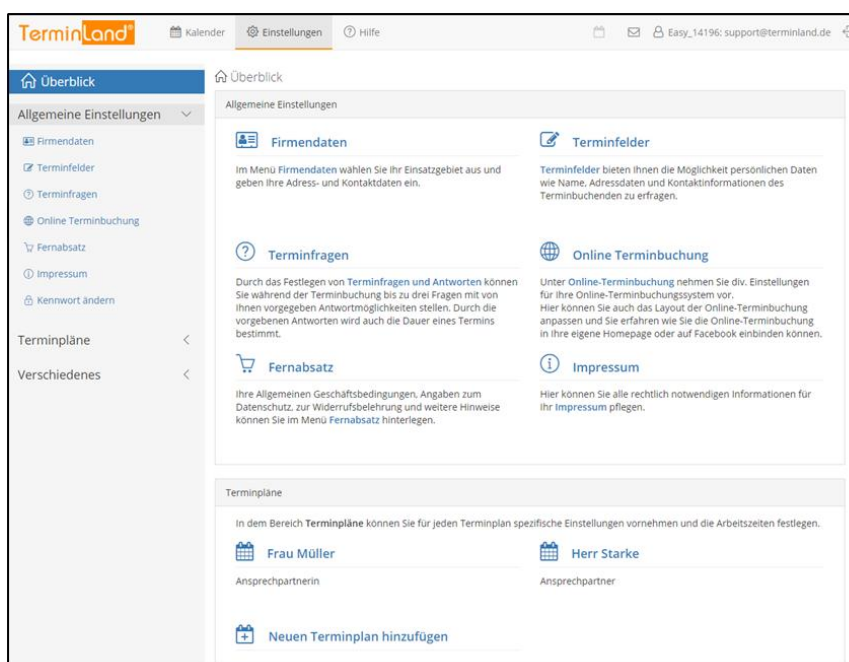 TerminLand®
Kalender
Einstellungen
Hilfe
Easy_14196: support@terminland.de
Überblick
Allgemeine Einstellungen
Firmendaten
Terminfelder
Terminfragen
Online Terminbuchung
Fernabsatz
Impressum
Kennwort ändern
Terminpläne
Verschiedenes
Überblick
Allgemeine Einstellungen
Firmendaten
Im Menü Firmendaten wählen Sie Ihr Einsatzgebiet aus und
geben Ihre Adress- und Kontaktdaten ein.
Terminfelder
Terminfelder bieten Ihnen die Möglichkeit persönlichen Daten
wie Name, Adressdaten und Kontaktinformationen des
Terminbuchenden zu erfragen.
Terminfragen
Durch das Festlegen von Terminfragen und Antworten können
Sie während der Terminbuchung bis zu drei Fragen mit von
Ihnen vorgegeben Antwortmöglichkeiten stellen. Durch die
vorgebenen Antworten wird auch die Dauer eines Termins
bestimmt.
Online Terminbuchung
Unter Online-Terminbuchung nehmen Sie div. Einstellungen
für Ihre Online-Terminbuchungssystem vor.
Hier können Sie auch das Layout der Online-Terminbuchung
anpassen und Sie erfahren wie Sie die Online-Terminbuchung
in Ihre eigene Homepage oder auf Facebook einbinden können.
Fernabsatz
Ihre Allgemeinen Geschäftsbedingungen, Angaben zum
Datenschutz, zur Widerrufsbelehrung und weitere Hinweise
können Sie im Menü Fernabsatz hinterlegen.
Impressum
Hier können Sie alle rechtlich notwendigen Informationen für
Ihr Impressum pflegen.
Terminpläne
In dem Bereich Terminpläne können Sie für jeden Terminplan spezifische Einstellungen vornehmen und die Arbeitszeiten festlegen.
Frau Müller
Ansprechpartnerin
Herr Starke
Ansprechpartner
Neuen Terminplan hinzufügen